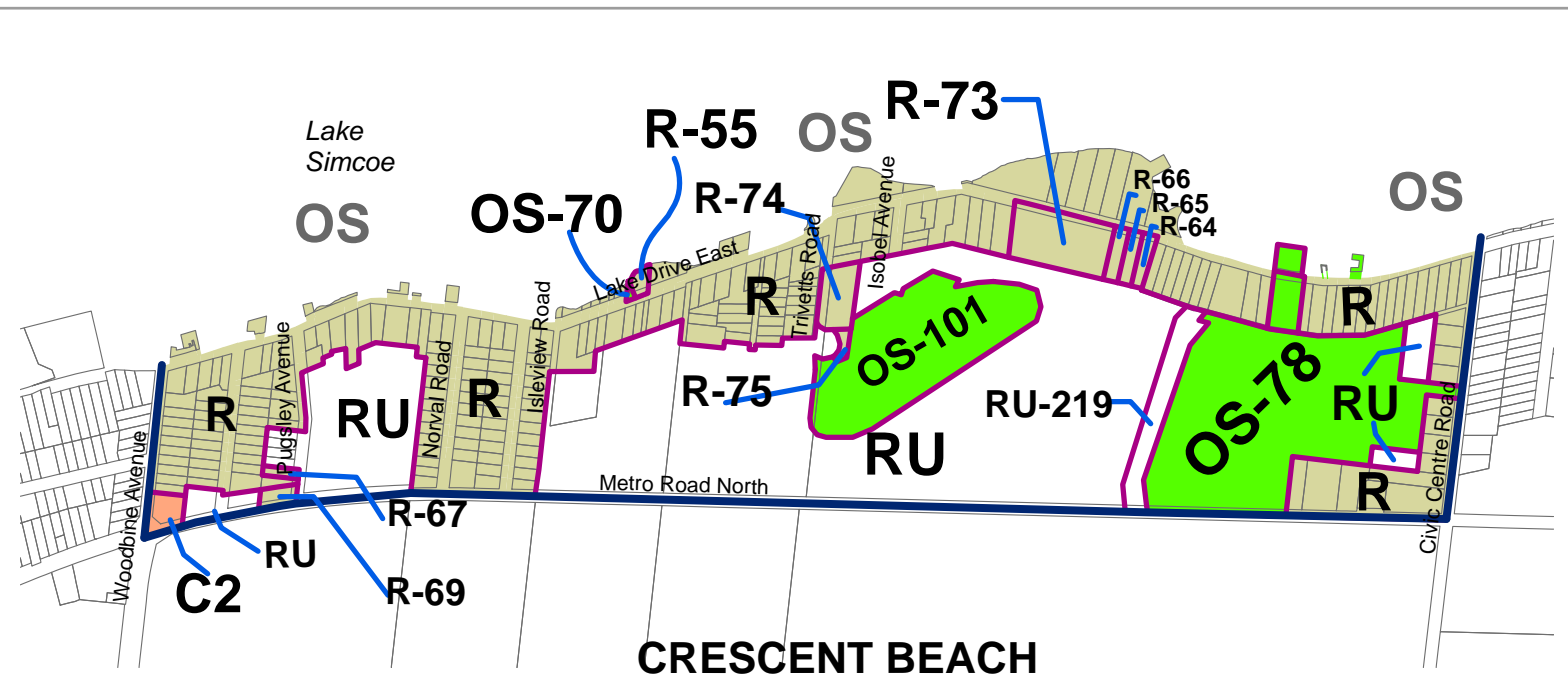 R-73
R-55
OS
Lake
Simcoe
R-66
OS
R-74
R-65
OS-70
OS
R-64
Isobel Avenue
Trivetts Road
Lake Drive East
R
R
Isleview Road
OS-101
Pugsley Avenue
Norval Road
OS-78
R-75
R
R
RU
RU-219
RU
RU
Civic Centre Road
Woodbine Avenue
Metro Road North
R
R-67
RU
C2
R-69
CRESCENT BEACH